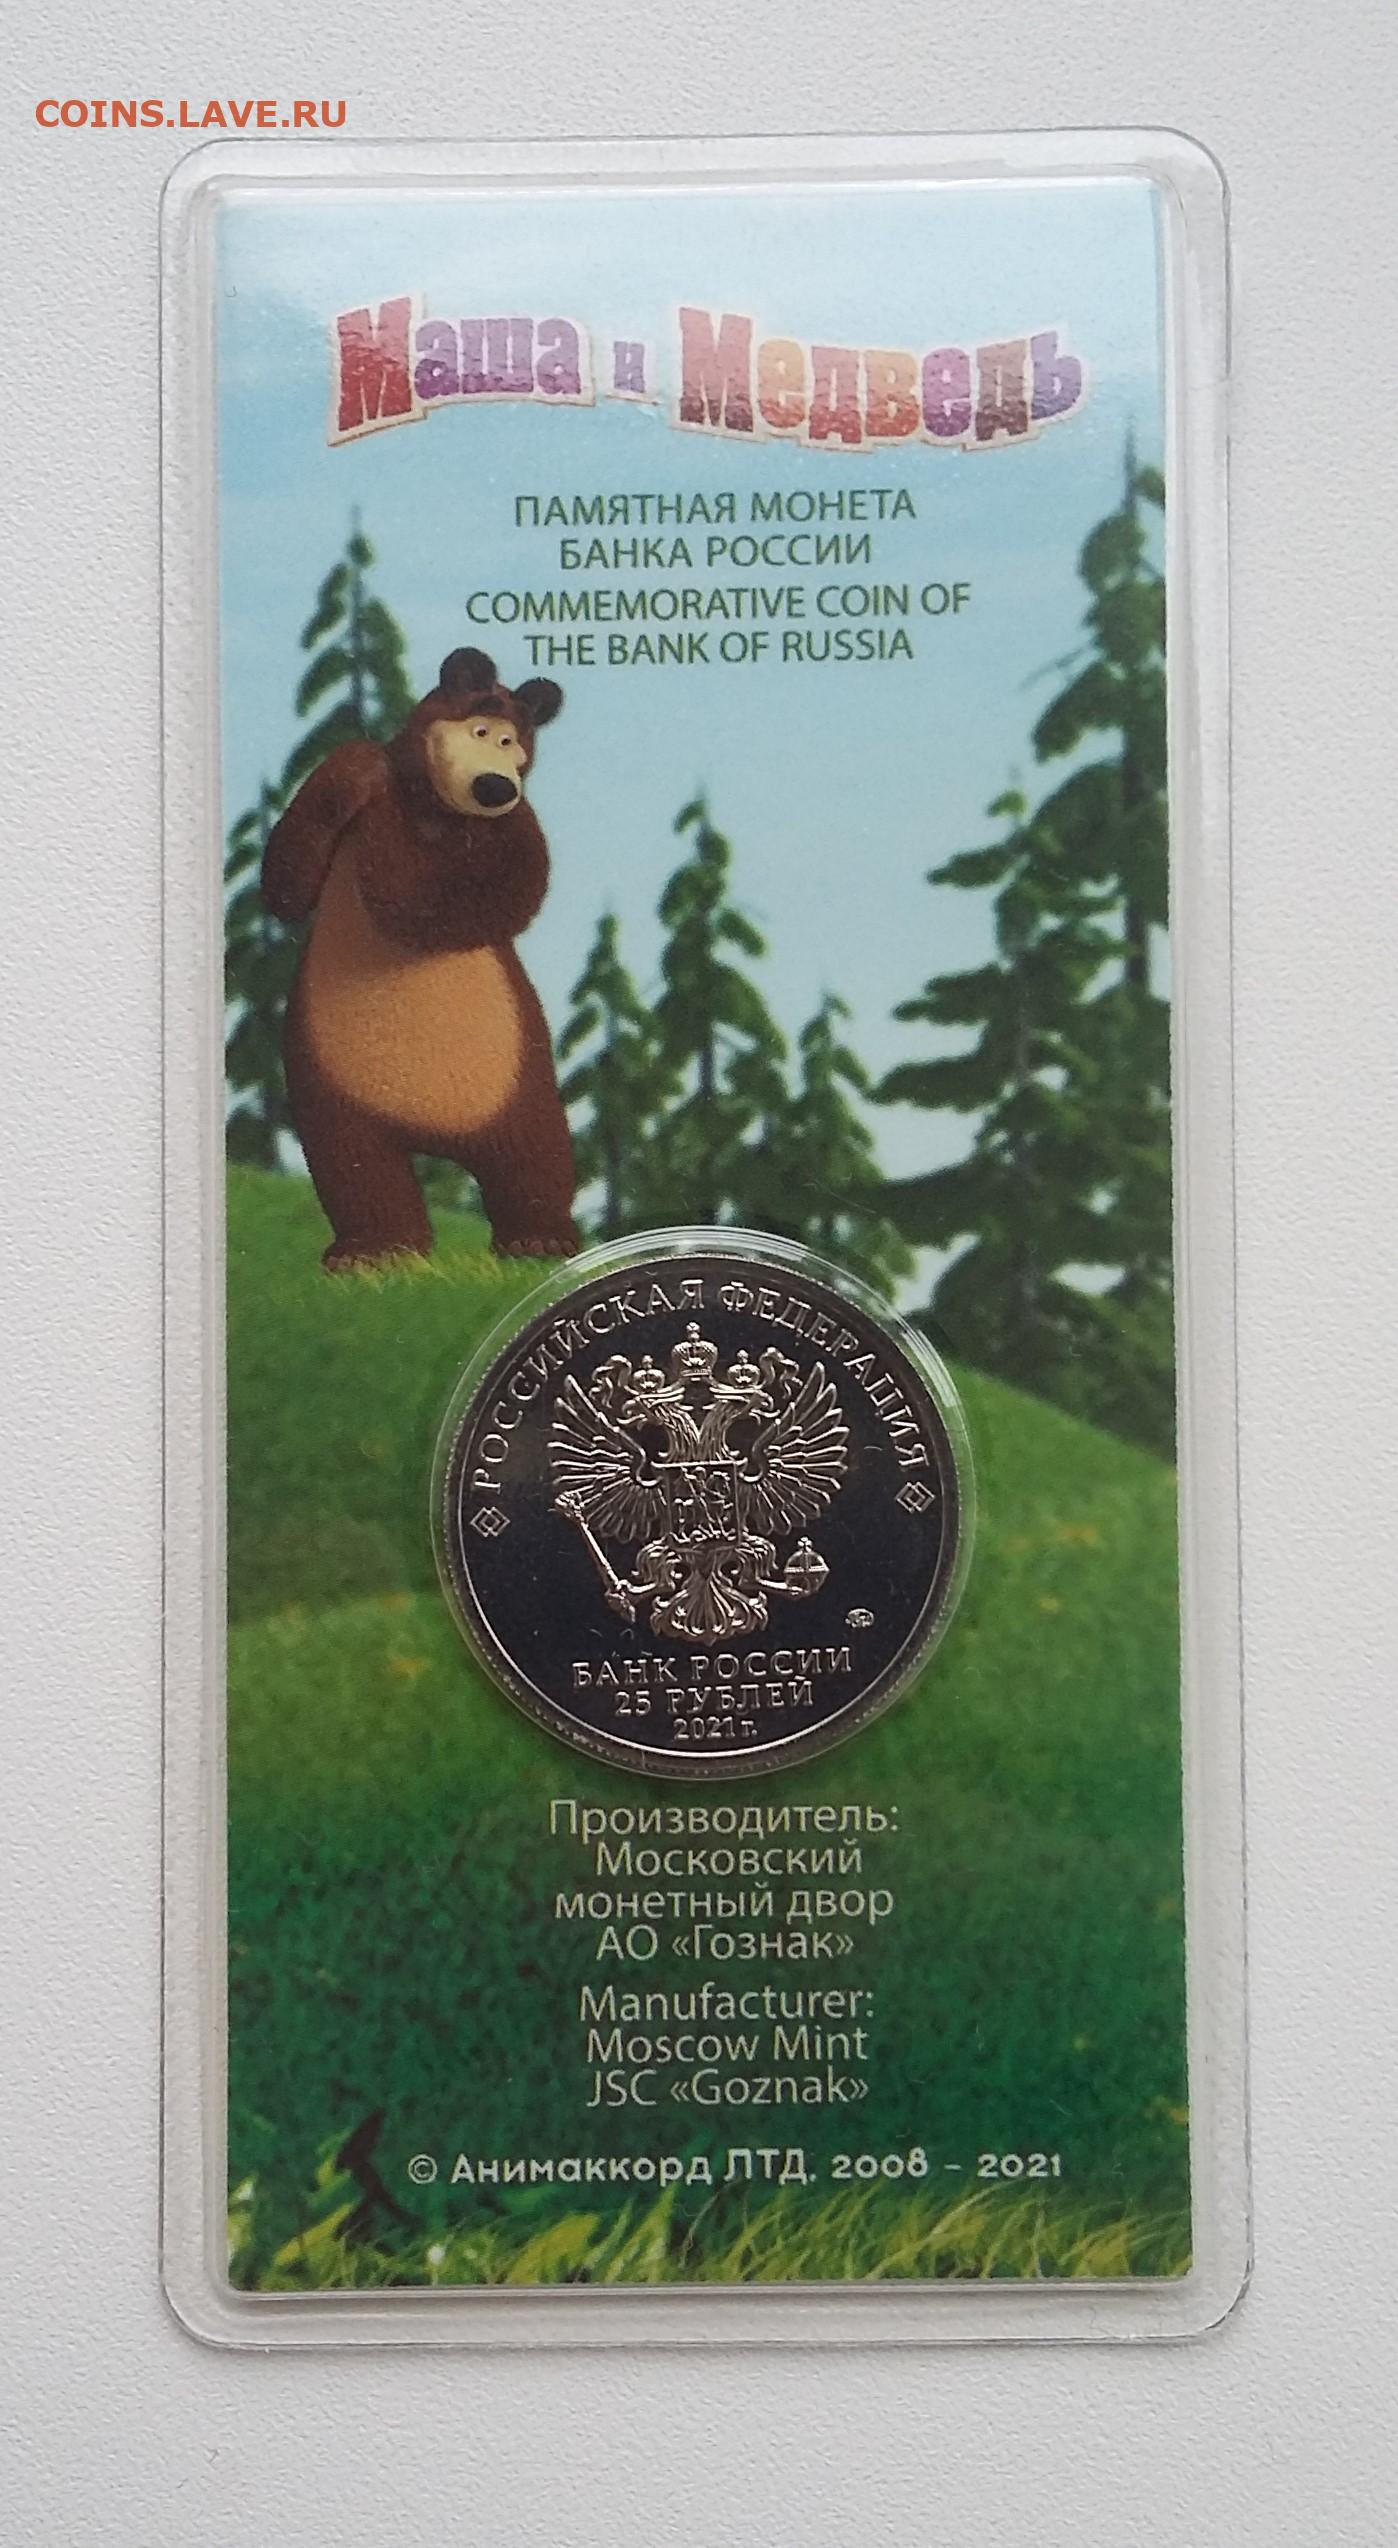 COINS.LAVE.RU
Маша и Медведь
ПАМЯТНАЯ МОНЕТА
БАНКА РОССИИ
COMMEMORATIVE COIN OF
THE BANK OF RUSSIA
РОССИЙСКАЯ ФЕДЕРАЦИЯ
БАНК РОССИИ
25 РУБЛЕЙ
2021 г.
Производитель:
Московский
монетный двор
АО «Гознак»
Manufacturer:
Moscow Mint
JSC «Goznak»
© Анимаккорд ЛТД. 2008 - 2021